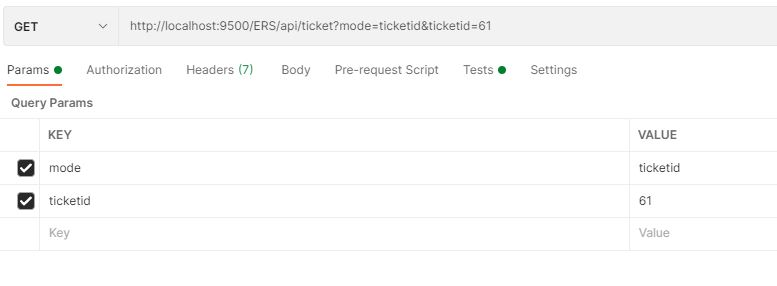 GET http://localhost:9500/ERS/api/ticket?mode=ticketid&ticketid=61
Params Authorization Headers (7) Body Pre-request Script Tests Settings
Query Params
KEY VALUE
mode ticketid
ticketid 61
Key Value